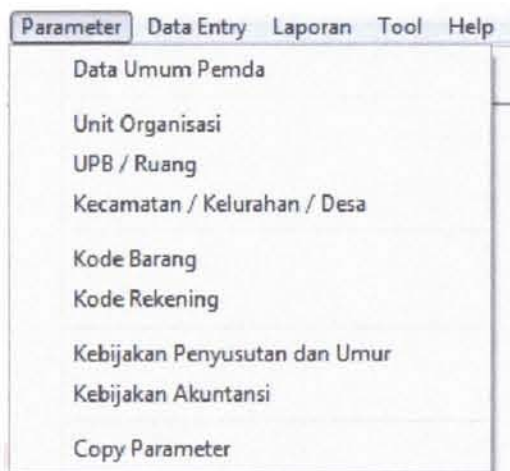 Parameter Data Entry Laporan Tool Help
Data Umum Pemda
Unit Organisasi
UPB / Ruang
Kecamatan / Kelurahan / Desa
Kode Barang
Kode Rekening
Kebijakan Penyusutan dan Umur
Kebijakan Akuntansi
Copy Parameter